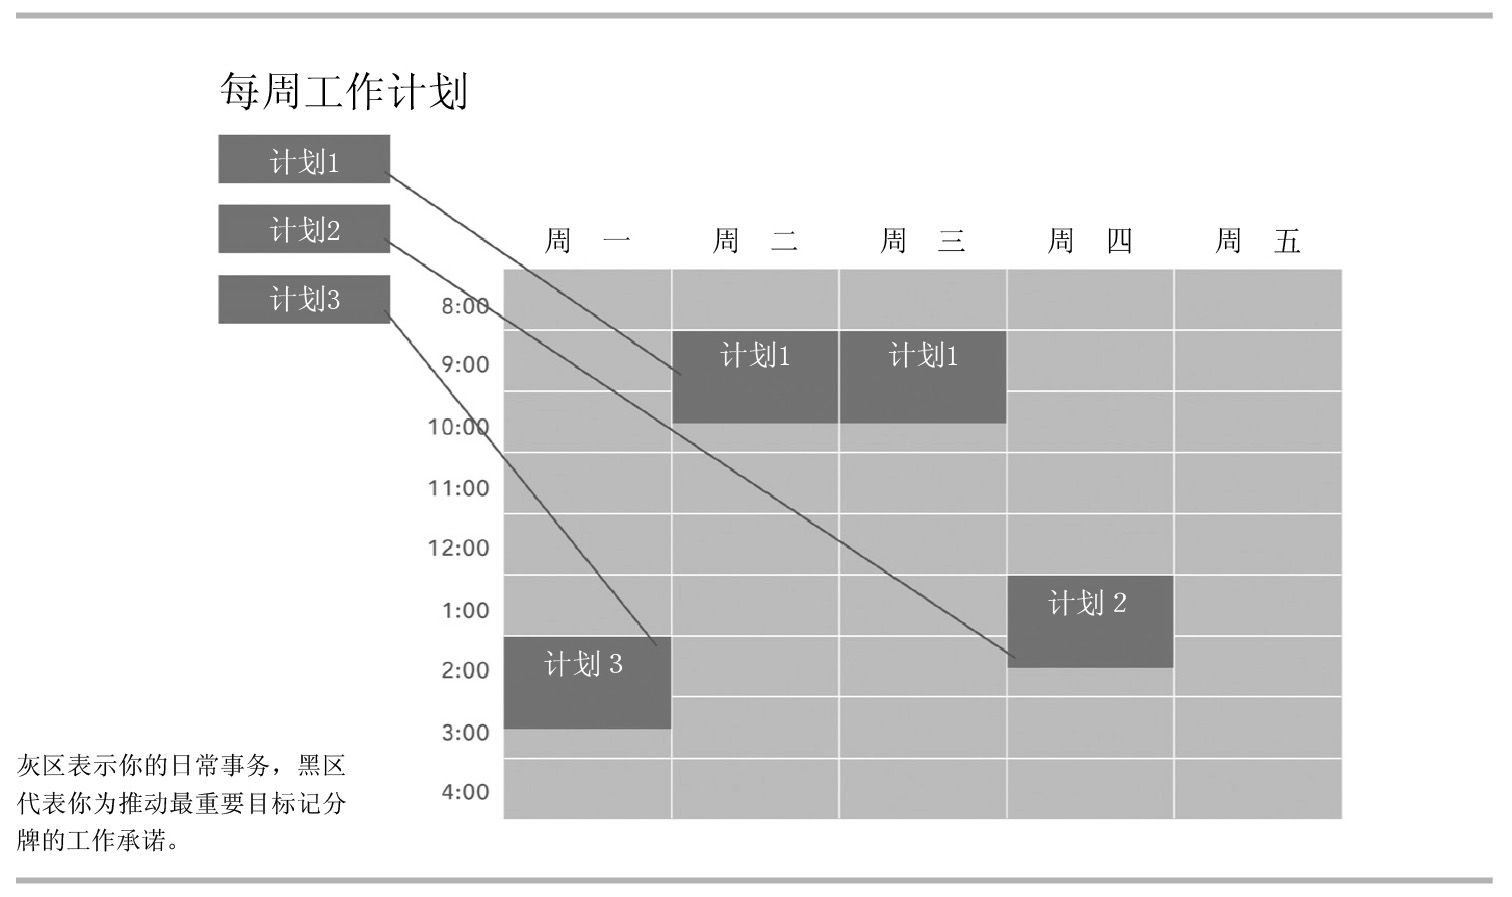 每周工作计划
计划1
计划2
计划3
周 一 周 二 周 三 周 四 周 五
8:00
9:00 计划1 计划1
10:00
11:00
12:00
1:00 计划 2
2:00 计划 3
3:00
4:00
灰区表示你的日常事务，黑区
代表你为推动最重要目标记分
牌的工作承诺。